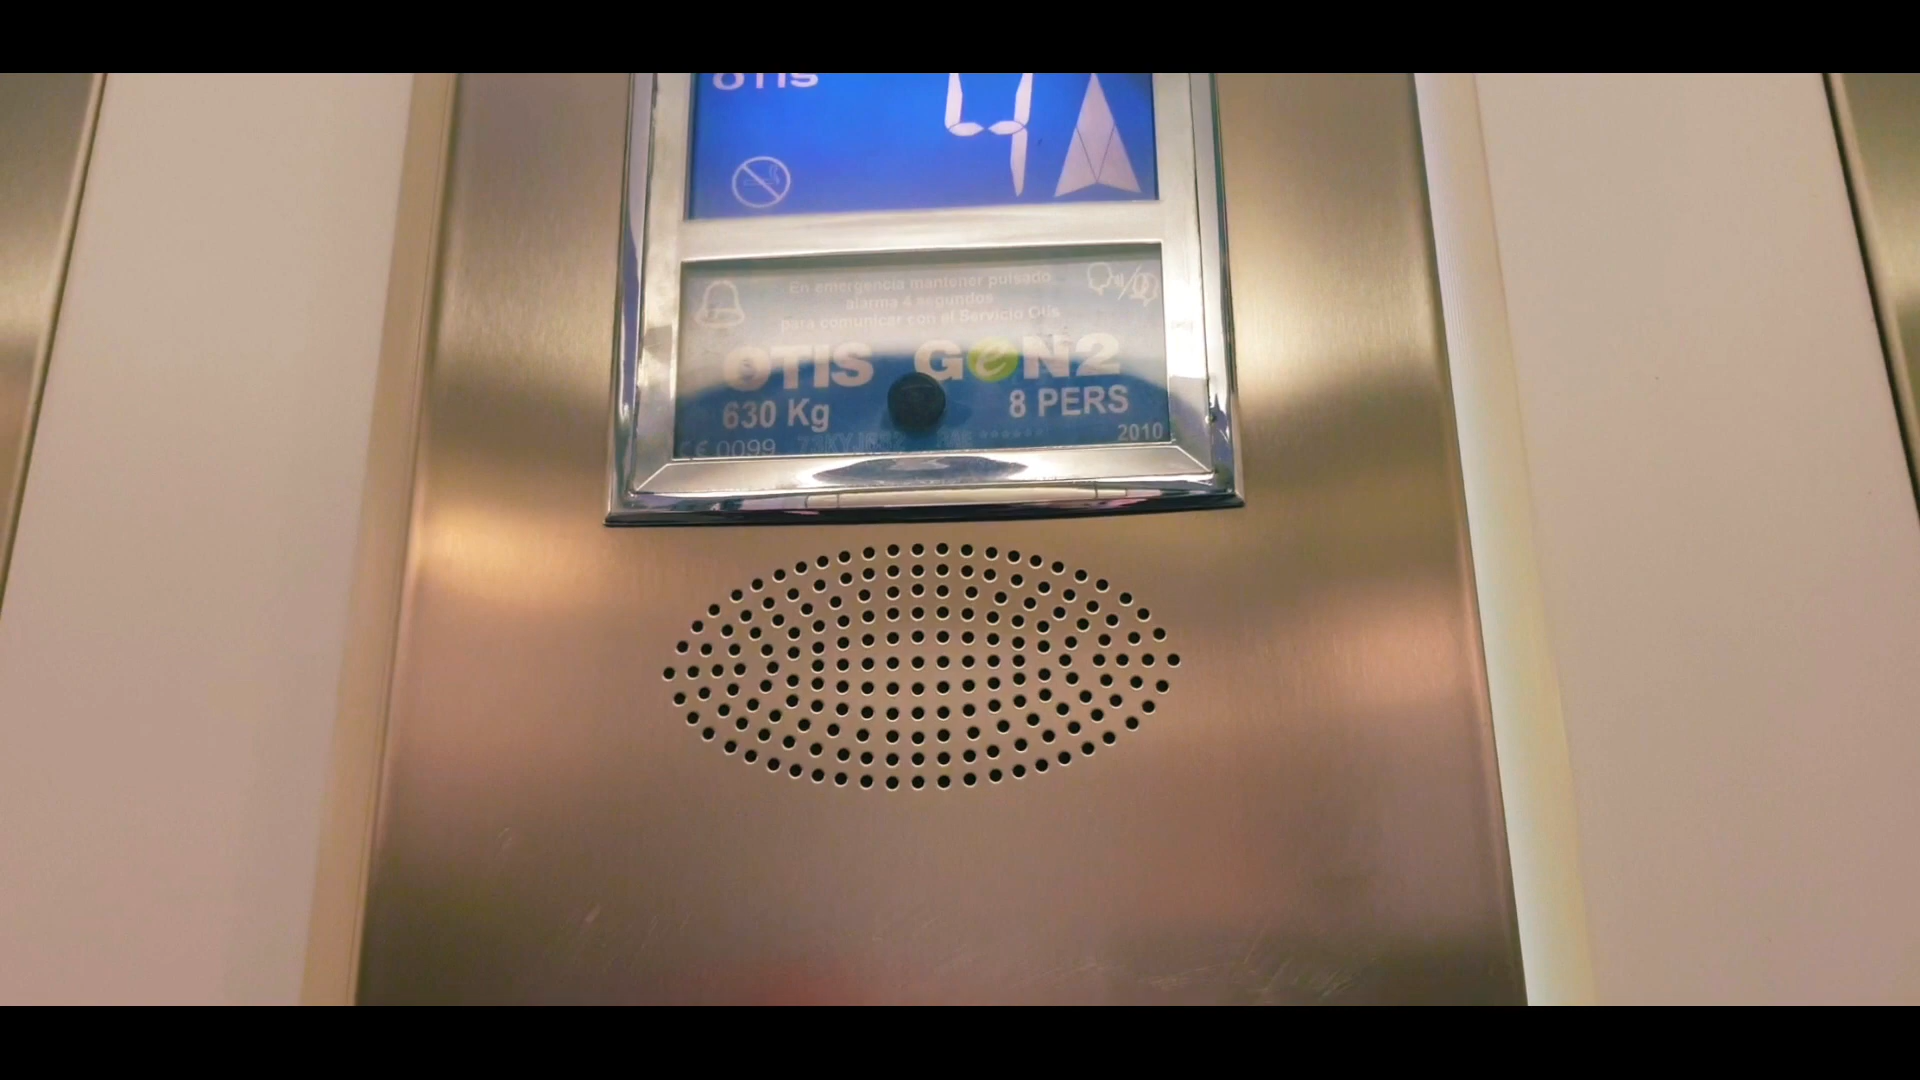 OTIS
4
En emergencia mantener pulsado
alarma 4 segundos
para comunicar con el Servicio Otis
OTIS GeN2
630 Kg 8 PERS
CE 0099 2010